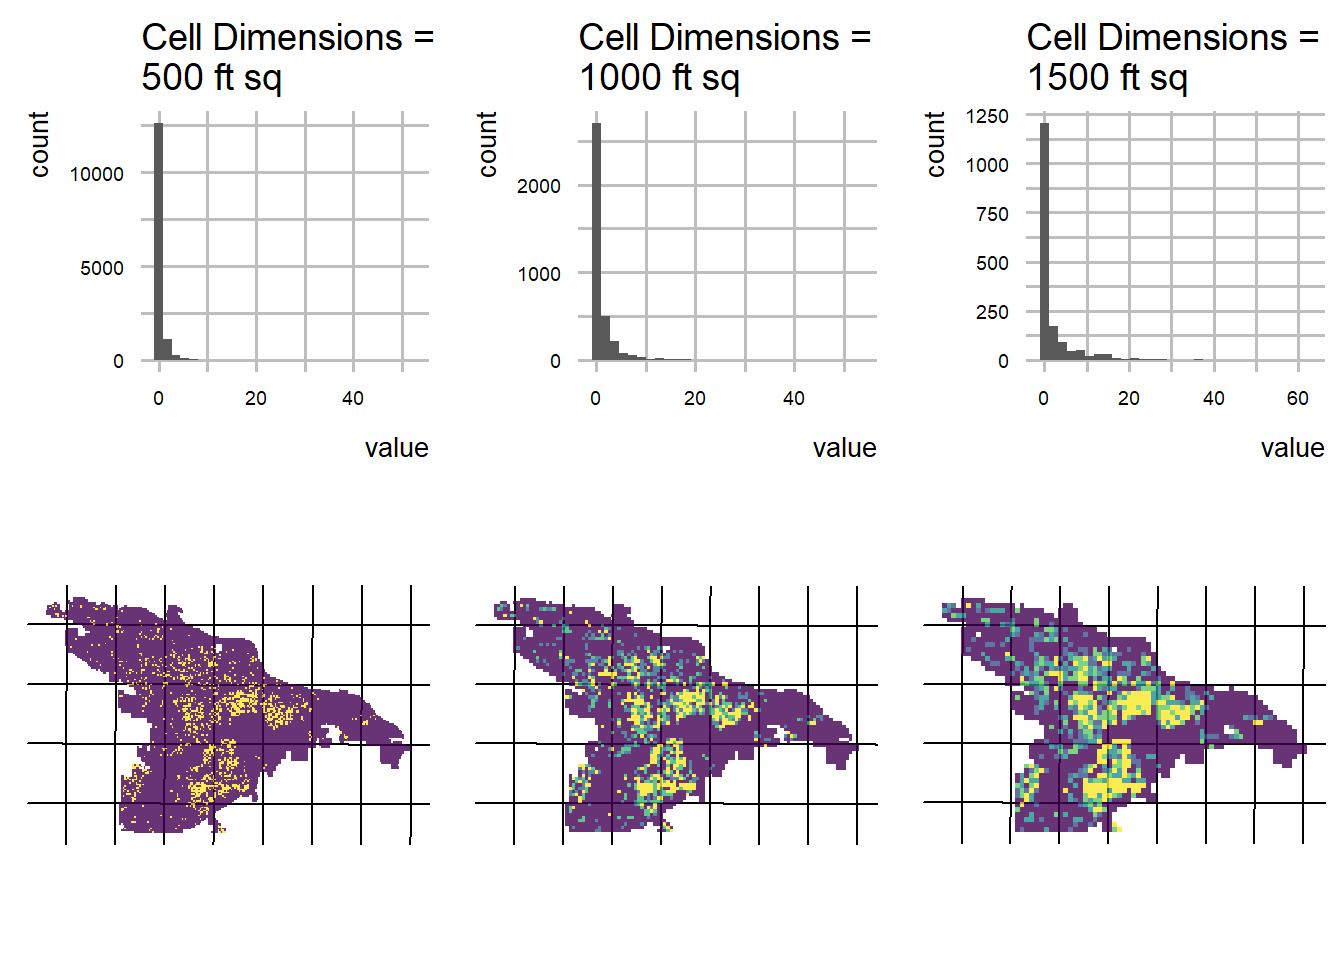 Cell Dimensions =
500 ft sq
count
10000
5000
0
0 20 40
value
Cell Dimensions =
1000 ft sq
count
2000
1000
0
0 20 40
value
Cell Dimensions =
1500 ft sq
count
1250
1000
750
500
250
0
0 20 40 60
value